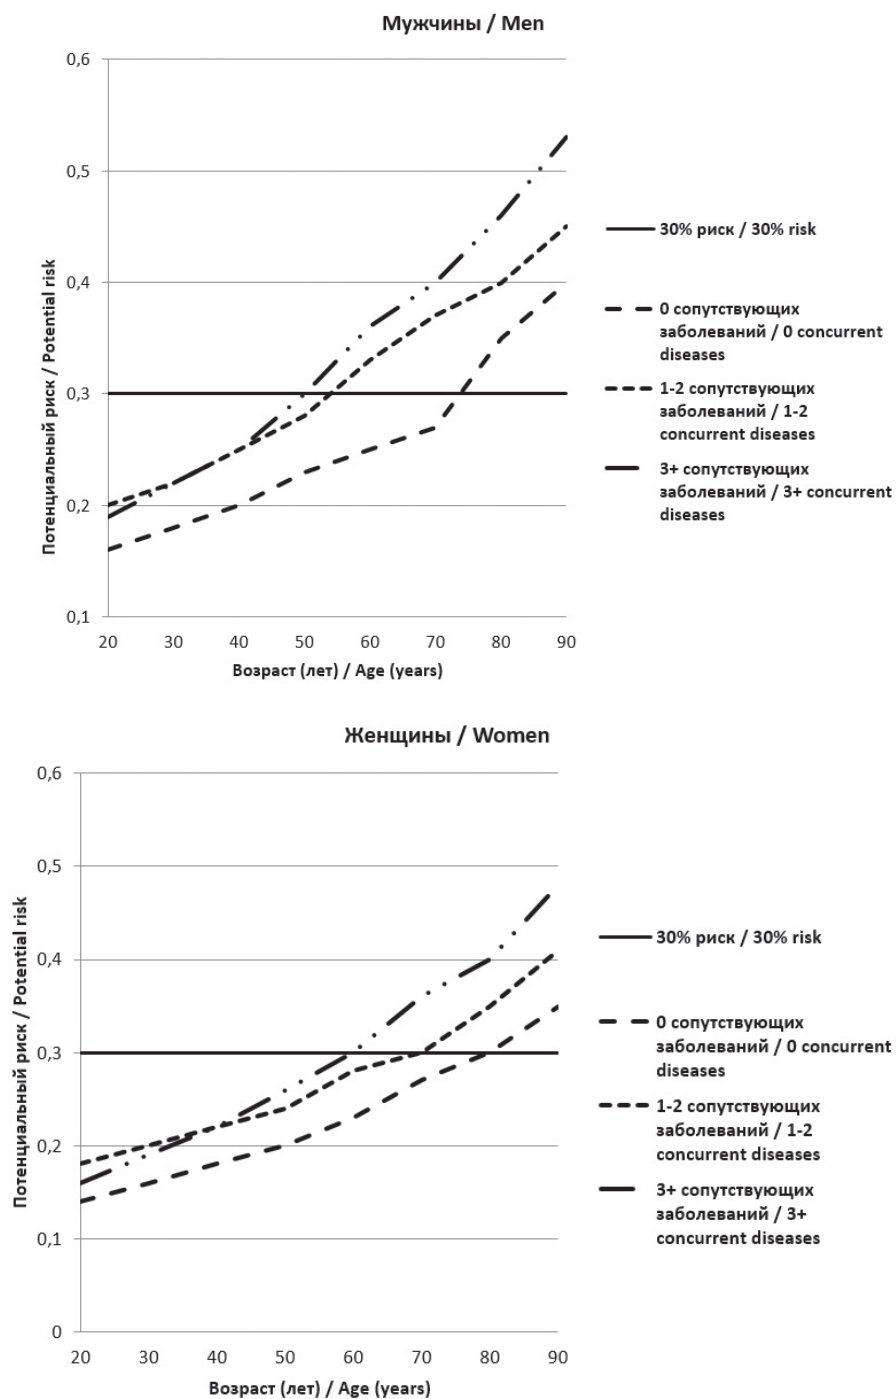 Мужчины / Men
Потенциальный риск / Potential risk
0,6
0,5
0,4
0,3
0,2
0,1
20 30 40 50 60 70 80 90
Возраст (лет) / Age (years)
30% риск / 30% risk
0 сопутствующих
заболеваний / 0 concurrent
diseases
1-2 сопутствующих
заболеваний / 1-2
concurrent diseases
3+ сопутствующих
заболеваний / 3+ concurrent
diseases
Женщины / Women
Потенциальный риск / Potential risk
0,6
0,5
0,4
0,3
0,2
0,1
0
20 30 40 50 60 70 80 90
Возраст (лет) / Age (years)
30% риск / 30% risk
0 сопутствующих
заболеваний / 0 concurrent
diseases
1-2 сопутствующих
заболеваний / 1-2
concurrent diseases
3+ сопутствующих
заболеваний / 3+
concurrent diseases